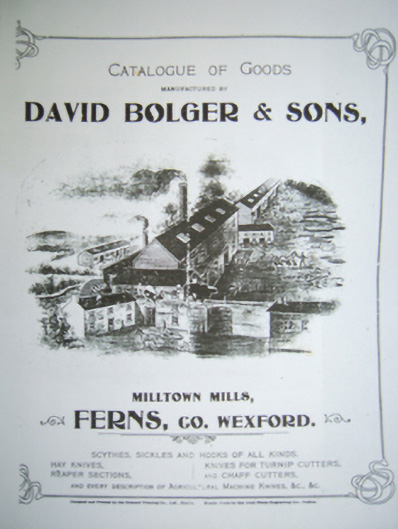 CATALOGUE OF GOODS
MANUFACTURED BY
DAVID BOLGER & SONS,
MILLTOWN MILLS,
FERNS, CO. WEXFORD.
SCYTHES, SICKLES AND HOOKS OF ALL KINDS.
HAY KNIVES, KNIVES FOR TURNIP CUTTERS,
REAPER SECTIONS, AND CHAFF CUTTERS,
AND EVERY DESCRIPTION OF AGRICULTURAL MACHINE KNIVES, &C., &C.